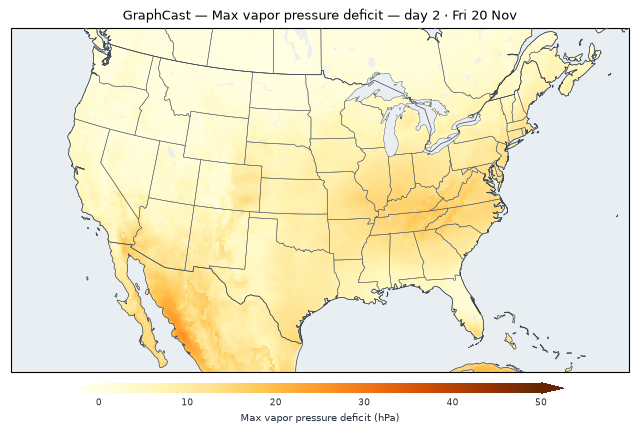 GraphCast — Max vapor pressure deficit — day 2 · Fri 20 Nov
0 10 20 30 40 50
Max vapor pressure deficit (hPa)